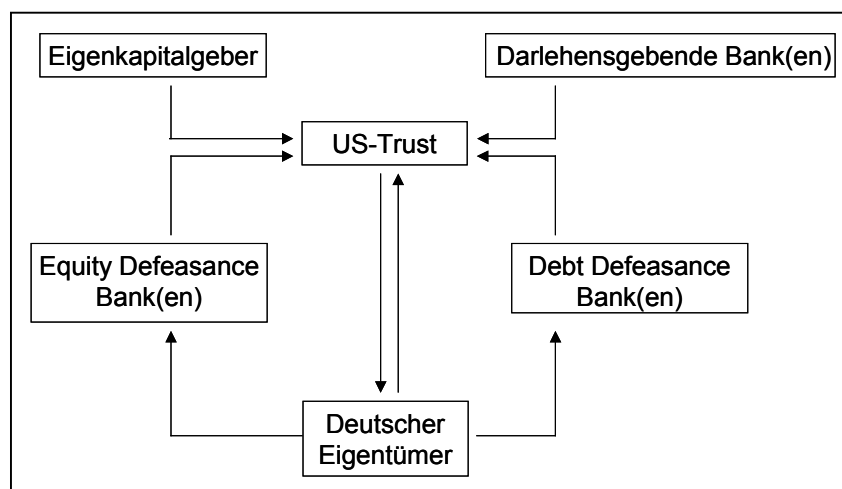 Eigenkapitalgeber
Darlehensgebende Bank(en)
US-Trust
Equity Defeasance
Bank(en)
Debt Defeasance
Bank(en)
Deutscher
Eigentümer